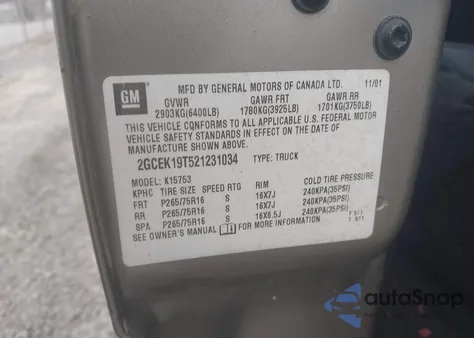 GM
MFD BY GENERAL MOTORS OF CANADA LTD. 11/01
GVWR GAWR FRT GAWR RR
2903KG(6400LB) 1780KG(3925LB) 1701KG(3750LB)
THIS VEHICLE CONFORMS TO ALL APPLICABLE U.S. FEDERAL MOTOR
VEHICLE SAFETY STANDARDS IN EFFECT ON THE DATE OF
MANUFACTURE SHOWN ABOVE.
2GCEK19T521231034 TYPE: TRUCK
MODEL: K15753
KPHC TIRE SIZE SPEED RTG RIM COLD TIRE PRESSURE
FRT P265/75R16 S 16X7J 240KPA(35PSI)
RR P265/75R16 S 16X7J 240KPA(35PSI)
SPA P265/75R16 S 16X6.5J 240KPA(35PSI)
SEE OWNER'S MANUAL FOR MORE INFORMATION
autoSnap